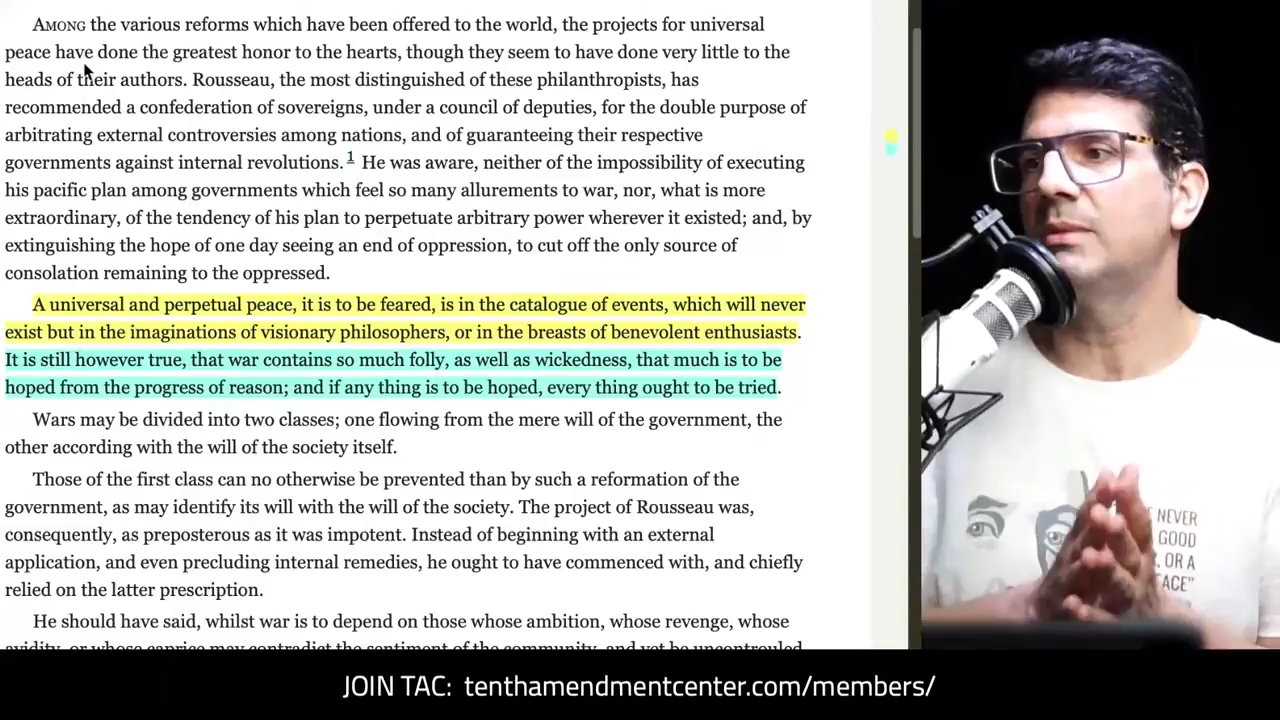 Among the various reforms which have been offered to the world, the projects for universal
peace have done the greatest honor to the hearts, though they seem to have done very little to the
heads of their authors. Rousseau, the most distinguished of these philanthropists, has
recommended a confederation of sovereigns, under a council of deputies, for the double purpose of
arbitrating external controversies among nations, and of guaranteeing their respective
governments against internal revolutions. 1 He was aware, neither of the impossibility of executing
his pacific plan among governments which feel so many allurements to war, nor, what is more
extraordinary, of the tendency of his plan to perpetuate arbitrary power wherever it existed; and, by
extinguishing the hope of one day seeing an end of oppression, to cut off the only source of
consolation remaining to the oppressed.
A universal and perpetual peace, it is to be feared, is in the catalogue of events, which will never
exist but in the imaginations of visionary philosophers, or in the breasts of benevolent enthusiasts.
It is still however true, that war contains so much folly, as well as wickedness, that much is to be
hoped from the progress of reason; and if any thing is to be hoped, every thing ought to be tried.
Wars may be divided into two classes; one flowing from the mere will of the government, the
other according with the will of the society itself.
Those of the first class can no otherwise be prevented than by such a reformation of the
government, as may identify its will with the will of the society. The project of Rousseau was,
consequently, as preposterous as it was impotent. Instead of beginning with an external
application, and even precluding internal remedies, he ought to have commenced with, and chiefly
relied on the latter prescription.
He should have said, whilst war is to depend on those whose ambition, whose revenge, whose
avidity, or whose caprice may contradict the sentiment of the community, and yet be uncontrouled
NEVER
GOOD
, OR A
JOIN TAC: tenthamendmentcenter.com/members/